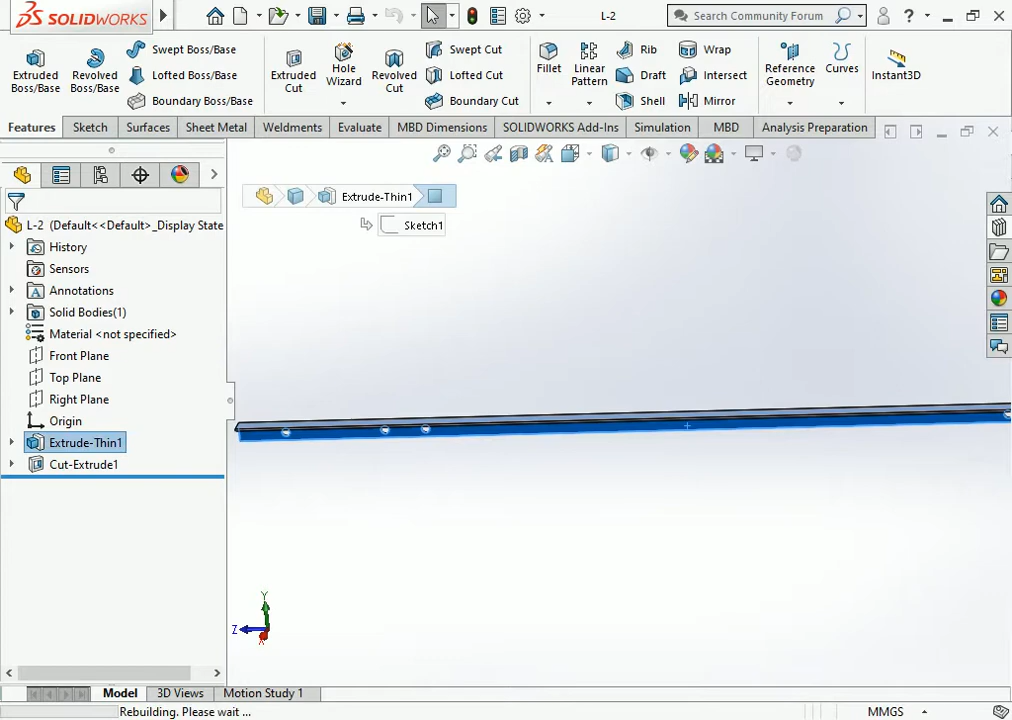 SOLIDWORKS
L-2
Search Community Forum
?
Extruded Boss/Base
Revolved Boss/Base
Swept Boss/Base
Lofted Boss/Base
Boundary Boss/Base
Extruded Cut
Hole Wizard
Revolved Cut
Swept Cut
Lofted Cut
Boundary Cut
Fillet
Linear Pattern
Rib
Draft
Shell
Wrap
Intersect
Mirror
Reference Geometry
Curves
Instant3D
Features
Sketch
Surfaces
Sheet Metal
Weldments
Evaluate
MBD Dimensions
SOLIDWORKS Add-Ins
Simulation
MBD
Analysis Preparation
Extrude-Thin1
Sketch1
L-2 (Default<<Default>_Display State
History
Sensors
Annotations
Solid Bodies(1)
Material <not specified>
Front Plane
Top Plane
Right Plane
Origin
Extrude-Thin1
Cut-Extrude1
Y
Z
X
Model
3D Views
Motion Study 1
Rebuilding. Please wait ...
MMGS